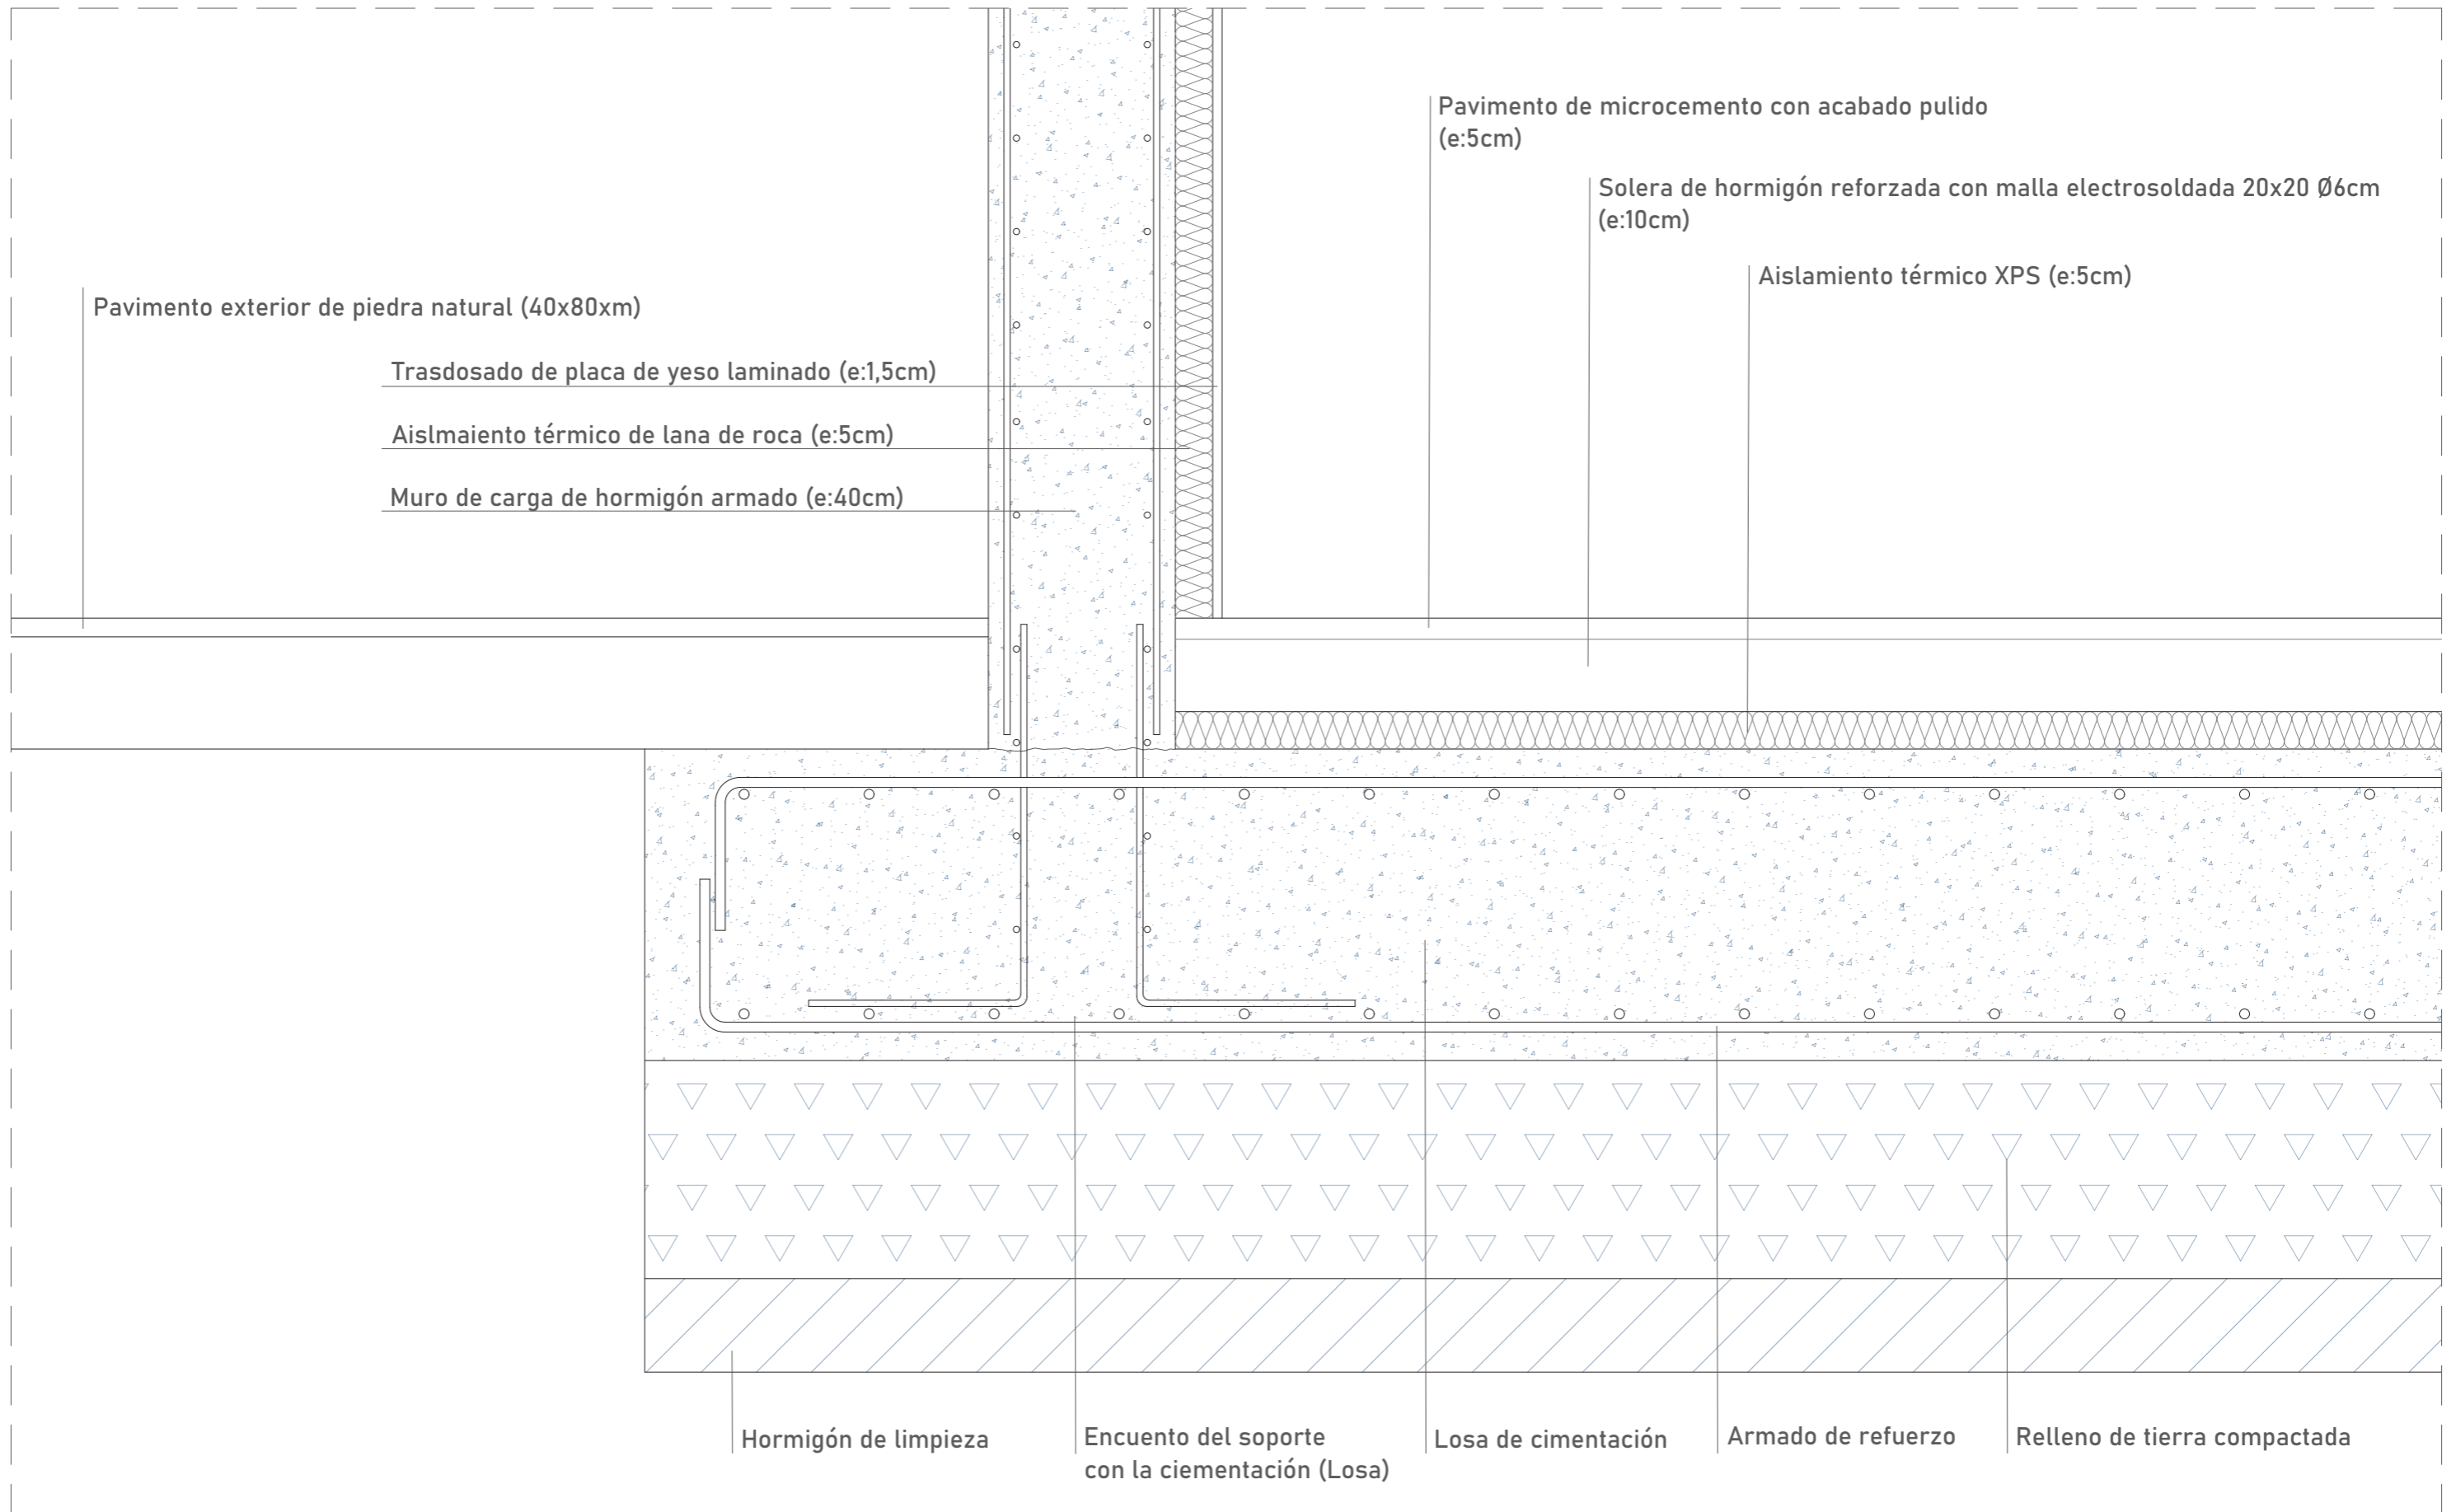 Pavimento de microcemento con acabado pulido
(e:5cm)
Solera de hormigón reforzada con malla electrosoldada 20x20 Ø6cm
(e:10cm)
Aislamiento térmico XPS (e:5cm)
Pavimento exterior de piedra natural (40x80xm)
Trasdosado de placa de yeso laminado (e:1,5cm)
Aislmaiento térmico de lana de roca (e:5cm)
Muro de carga de hormigón armado (e:40cm)
Hormigón de limpieza
Encuento del soporte
con la ciementación (Losa)
Losa de cimentación
Armado de refuerzo
Relleno de tierra compactada